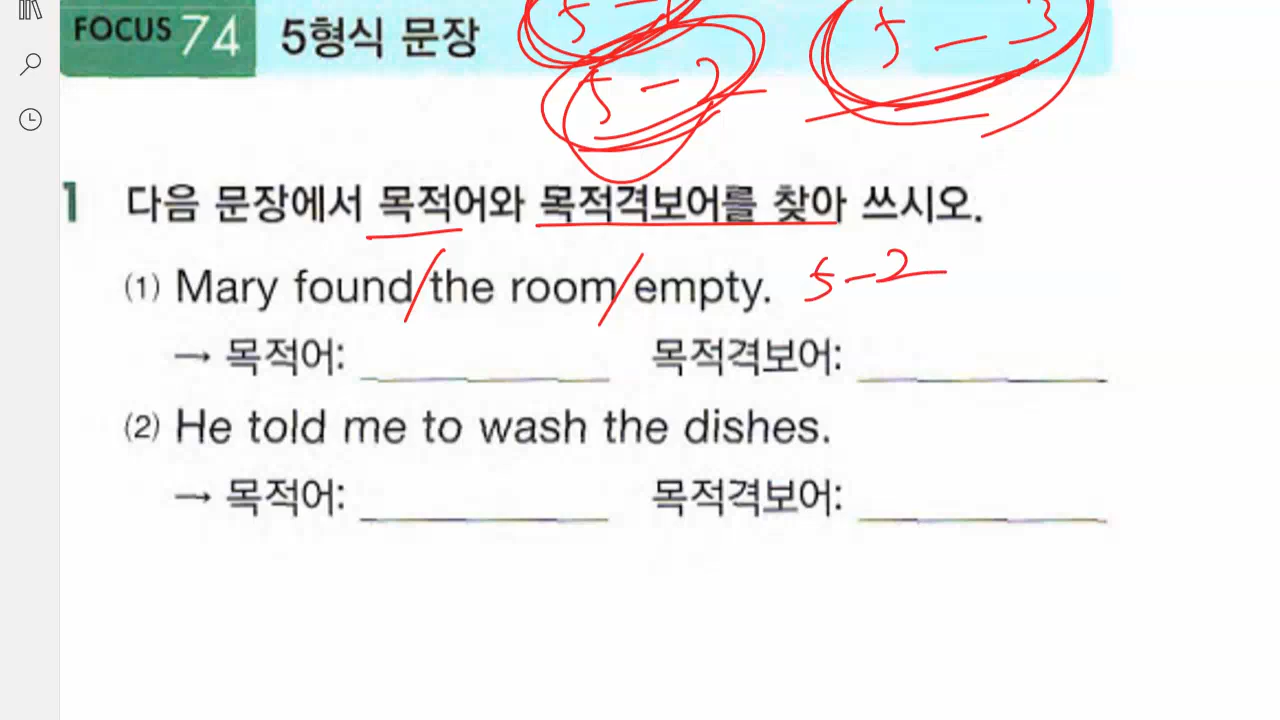 FOCUS 74 5형식 문장
5-1
5-2
5-3
1 다음 문장에서 목적어와 목적격보어를 찾아 쓰시오.
(1) Mary found/the room/empty. 5-2
→ 목적어: 목적격보어:
(2) He told me to wash the dishes.
→ 목적어: 목적격보어: